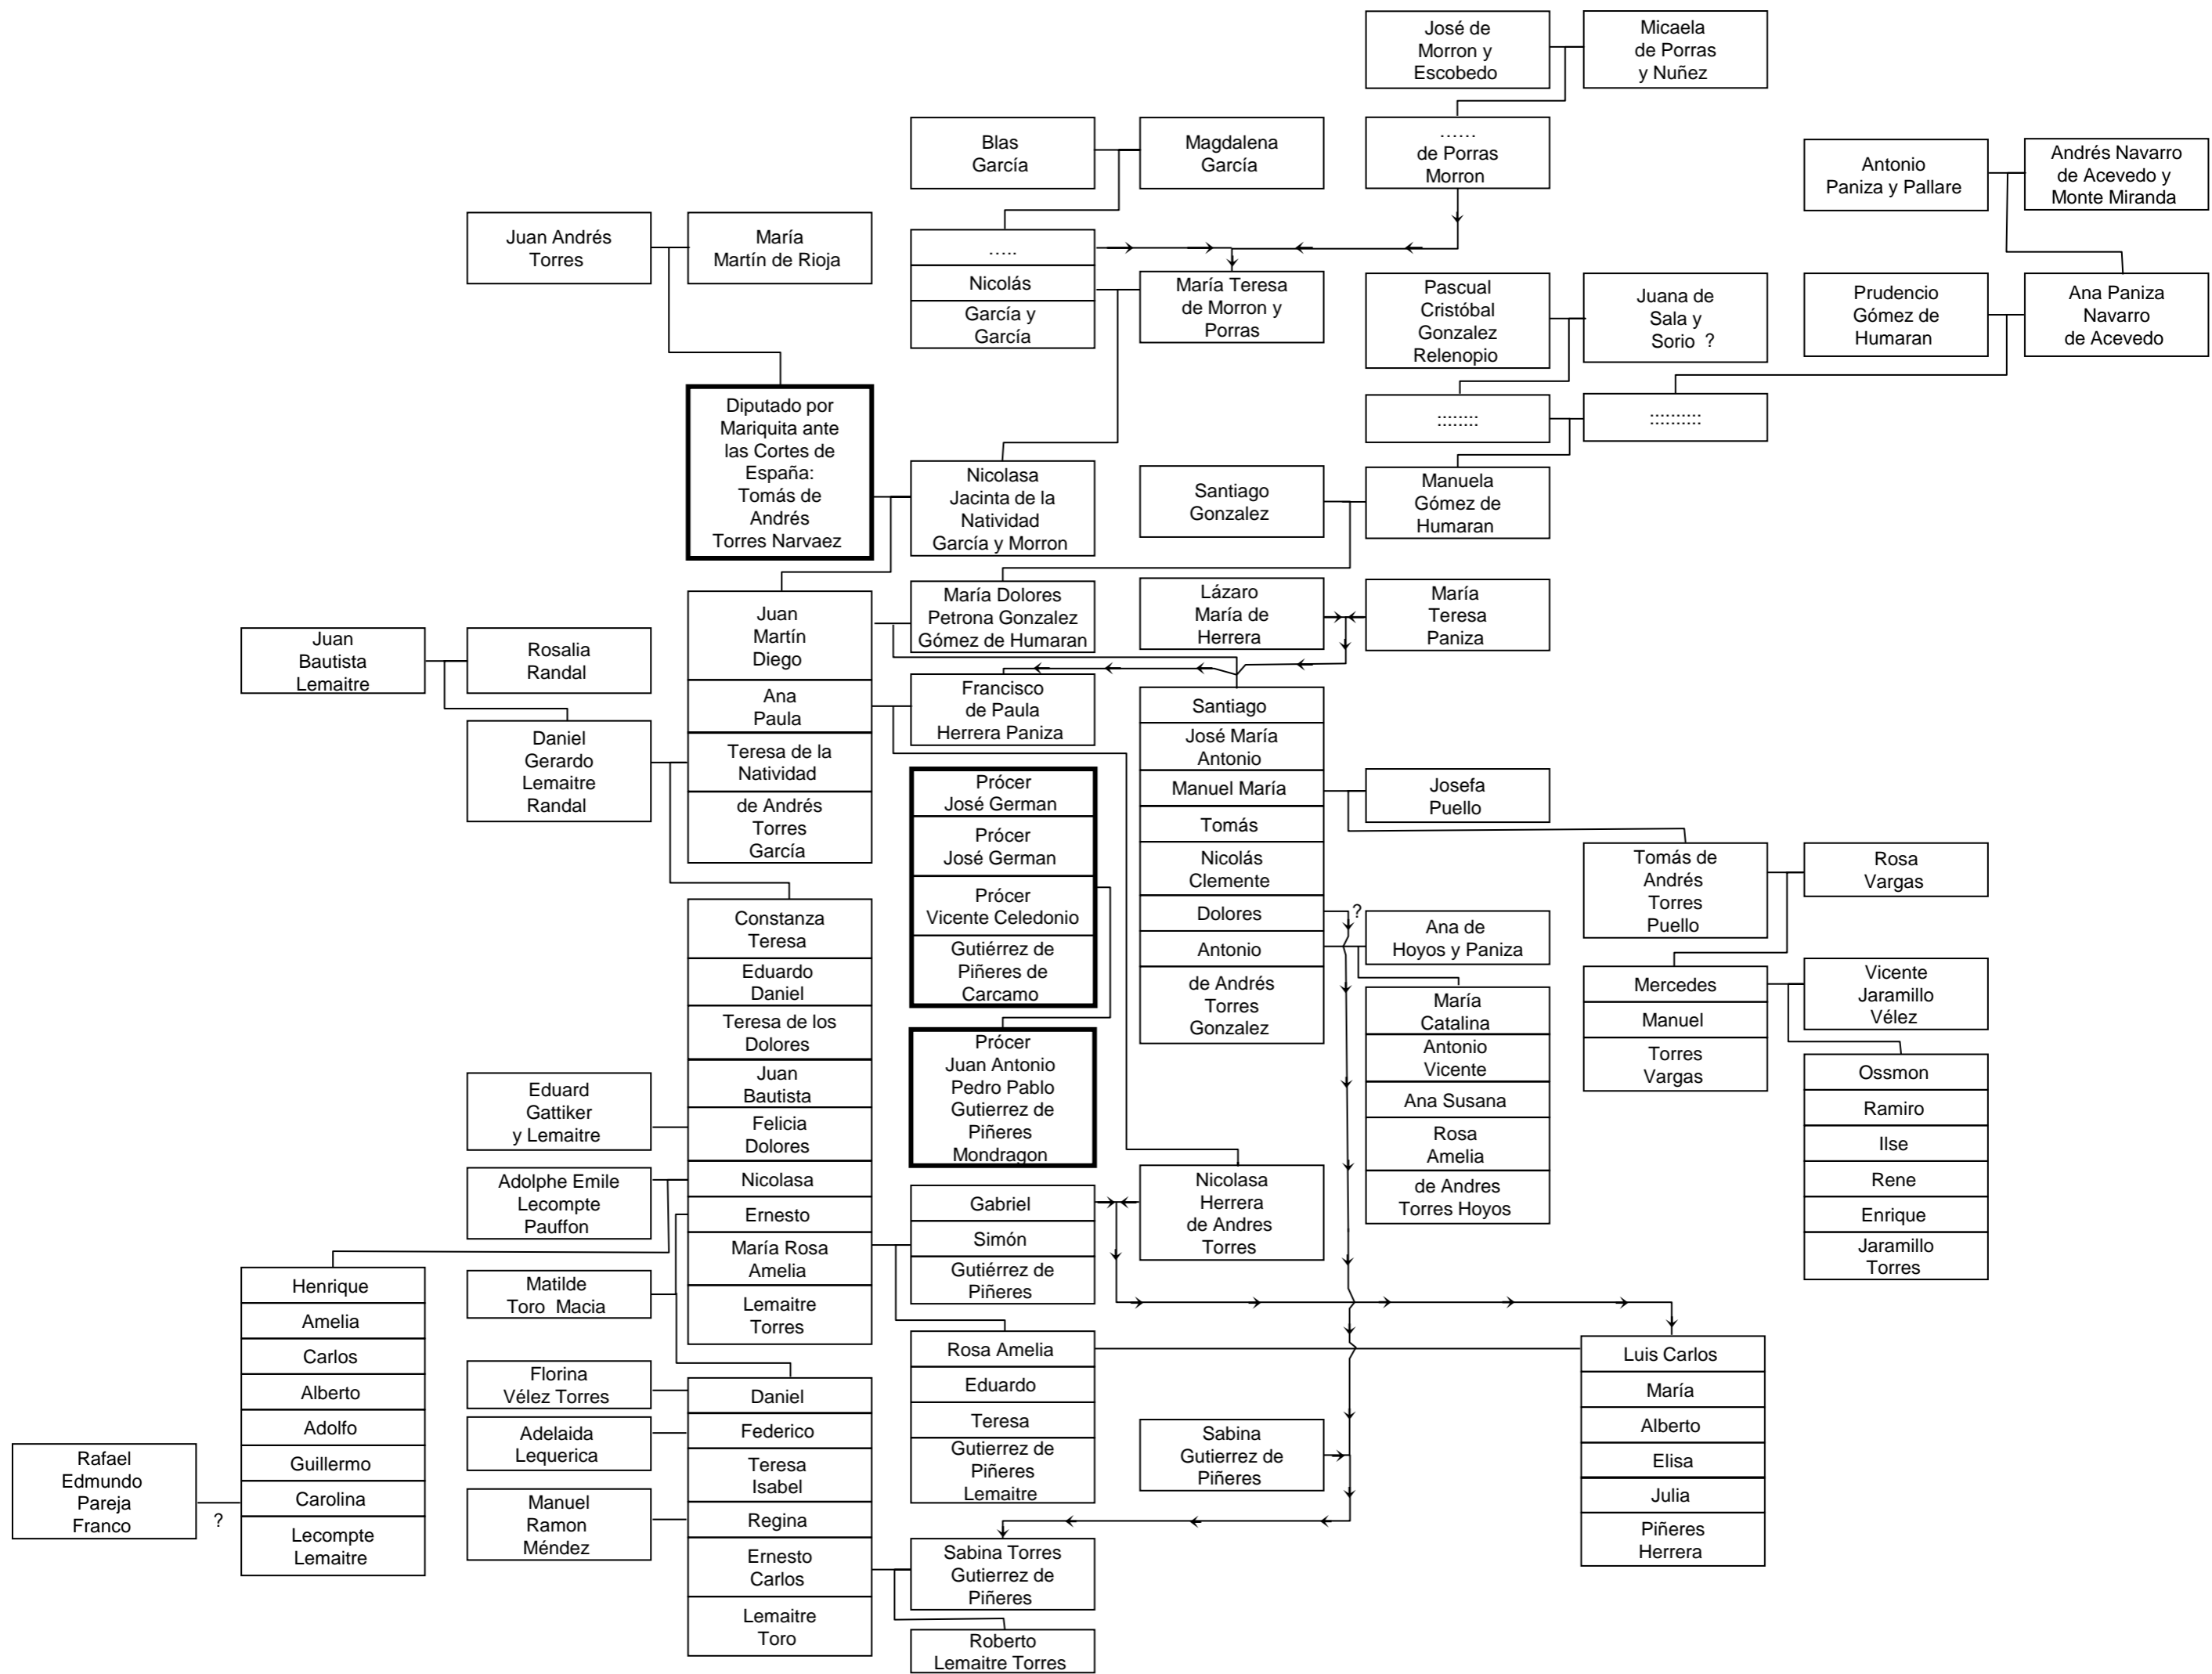 José de
Morron y
Escobedo
Micaela
de Porras
y Nuñez
Blas
García
Magdalena
García
……
de Porras
Morron
Antonio
Paniza y Pallare
Andrés Navarro
de Acevedo y
Monte Miranda
Juan Andrés
Torres
María
Martín de Rioja
…..
Nicolás
García y
García
María Teresa
de Morron y
Porras
Pascual
Cristóbal
Gonzalez
Relenopio
Juana de
Sala y
Sorio ?
Prudencio
Gómez de
Humaran
Ana Paniza
Navarro
de Acevedo
Diputado por
Mariquita ante
las Cortes de
España:
Tomás de
Andrés
Torres Narvaez
::::::::
::::::::::
Nicolasa
Jacinta de la
Natividad
García y Morron
Santiago
Gonzalez
Manuela
Gómez de
Humaran
Juan
Martín
Diego
Ana
Paula
Teresa de la
Natividad
de Andrés
Torres
García
María Dolores
Petrona Gonzalez
Gómez de Humaran
Lázaro
María de
Herrera
María
Teresa
Paniza
Juan
Bautista
Lemaitre
Rosalia
Randal
Francisco
de Paula
Herrera Paniza
Daniel
Gerardo
Lemaitre
Randal
Santiago
José María
Antonio
Manuel María
Tomás
Nicolás
Clemente
Dolores
Antonio
de Andrés
Torres
Gonzalez
?
Prócer
José German
Prócer
José German
Prócer
Vicente Celedonio
Gutiérrez de
Piñeres de
Carcamo
Josefa
Puello
Tomás de
Andrés
Torres
Puello
Rosa
Vargas
Constanza
Teresa
Eduardo
Daniel
Teresa de los
Dolores
Juan
Bautista
Felicia
Dolores
Nicolasa
Ernesto
María Rosa
Amelia
Lemaitre
Torres
Ana de
Hoyos y Paniza
Mercedes
Manuel
Torres
Vargas
Vicente
Jaramillo
Vélez
María
Catalina
Antonio
Vicente
Ana Susana
Rosa
Amelia
de Andres
Torres Hoyos
Prócer
Juan Antonio
Pedro Pablo
Gutierrez de
Piñeres
Mondragon
Ossmon
Ramiro
Ilse
Rene
Enrique
Jaramillo
Torres
Eduard
Gattiker
y Lemaitre
Adolphe Emile
Lecompte
Pauffon
Nicolasa
Herrera
de Andres
Torres
Gabriel
Simón
Gutiérrez de
Piñeres
Henrique
Amelia
Carlos
Alberto
Adolfo
Guillermo
Carolina
Lecompte
Lemaitre
Matilde
Toro Macia
Rosa Amelia
Eduardo
Teresa
Gutierrez de
Piñeres
Lemaitre
Luis Carlos
María
Alberto
Elisa
Julia
Piñeres
Herrera
Florina
Vélez Torres
Daniel
Federico
Teresa
Isabel
Regina
Ernesto
Carlos
Lemaitre
Toro
Adelaida
Lequerica
Sabina
Gutierrez de
Piñeres
Rafael
Edmundo
Pareja
Franco
?
Manuel
Ramon
Méndez
Sabina Torres
Gutierrez de
Piñeres
Roberto
Lemaitre Torres